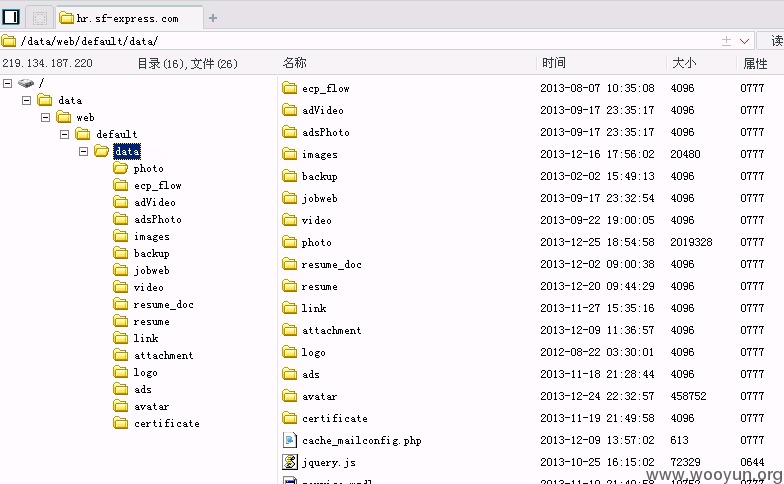 hr.sf-express.com
/data/web/default/data/ 读
219.134.187.220 目录(16),文件(26) 名称 时间 大小 属性
/
data
web
default
data
photo
ecp_flow
adVideo
adsPhoto
images
backup
jobweb
video
resume_doc
resume
link
attachment
logo
ads
avatar
certificate
ecp_flow 2013-08-07 10:35:08 4096 0777
adVideo 2013-09-17 23:35:17 4096 0777
adsPhoto 2013-09-17 23:35:17 4096 0777
images 2013-12-16 17:56:02 20480 0777
backup 2013-02-02 15:49:13 4096 0777
jobweb 2013-09-17 23:32:54 4096 0777
video 2013-09-22 19:00:05 4096 0777
photo 2013-12-25 18:54:58 2019328 0777
resume_doc 2013-12-02 09:00:38 4096 0777
resume 2013-12-20 09:44:29 4096 0777
link 2013-11-27 15:35:16 4096 0777
attachment 2013-12-09 11:36:57 4096 0777
logo 2012-08-22 03:30:01 4096 0777
ads 2013-11-18 21:28:44 4096 0777
avatar 2013-12-24 22:32:57 458752 0777
certificate 2013-11-19 21:49:58 4096 0777
cache_mailconfig.php 2013-12-09 13:57:02 613 0777
jquery.js 2013-10-25 16:15:02 72329 0644
www.wooyun.org